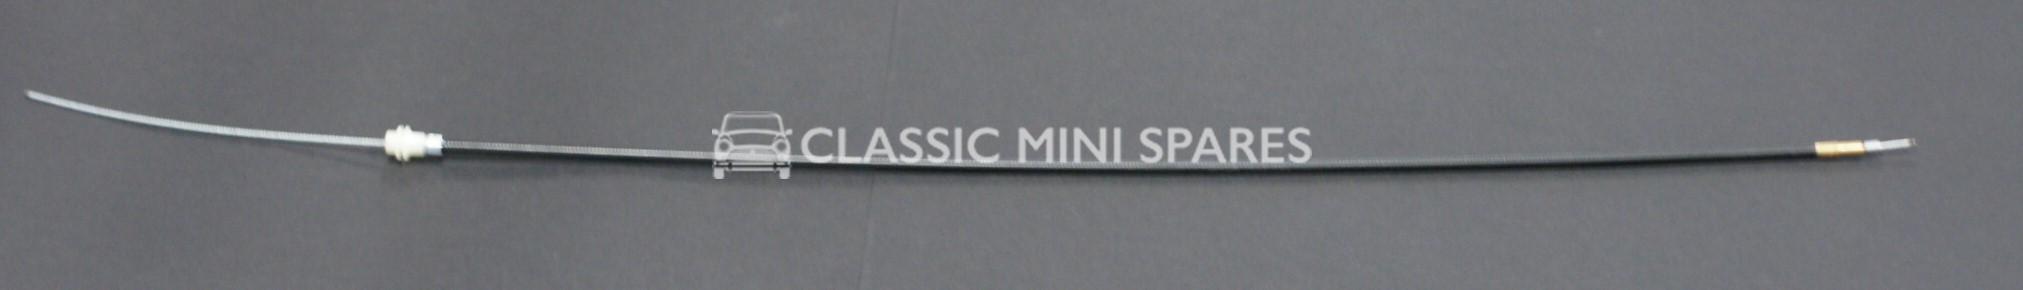 CLASSIC MINI SPARES